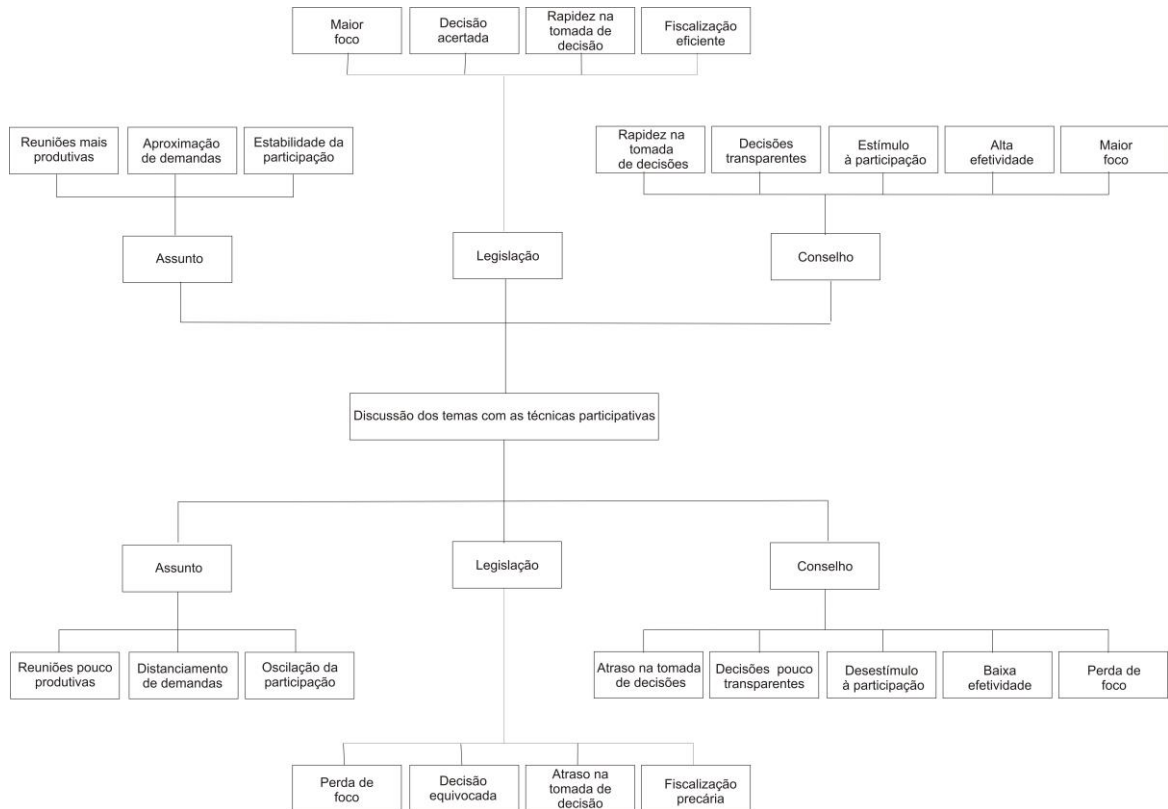 Maior
foco
Decisão
acertada
Rapidez na
tomada de
decisão
Fiscalização
eficiente
Reuniões mais
produtivas
Aproximação
de demandas
Estabilidade da
participação
Rapidez na
tomada
de decisões
Decisões
transparentes
Estímulo
à participação
Alta
efetividade
Maior
foco
Assunto
Legislação
Conselho
Discussão dos temas com as técnicas participativas
Assunto
Legislação
Conselho
Reuniões pouco
produtivas
Distanciamento
de demandas
Oscilação da
participação
Atraso na tomada
de decisões
Decisões pouco
transparentes
Desestímulo
à participação
Baixa
efetividade
Perda de
foco
Perda de
foco
Decisão
equivocada
Atraso na
tomada de
decisão
Fiscalização
precária